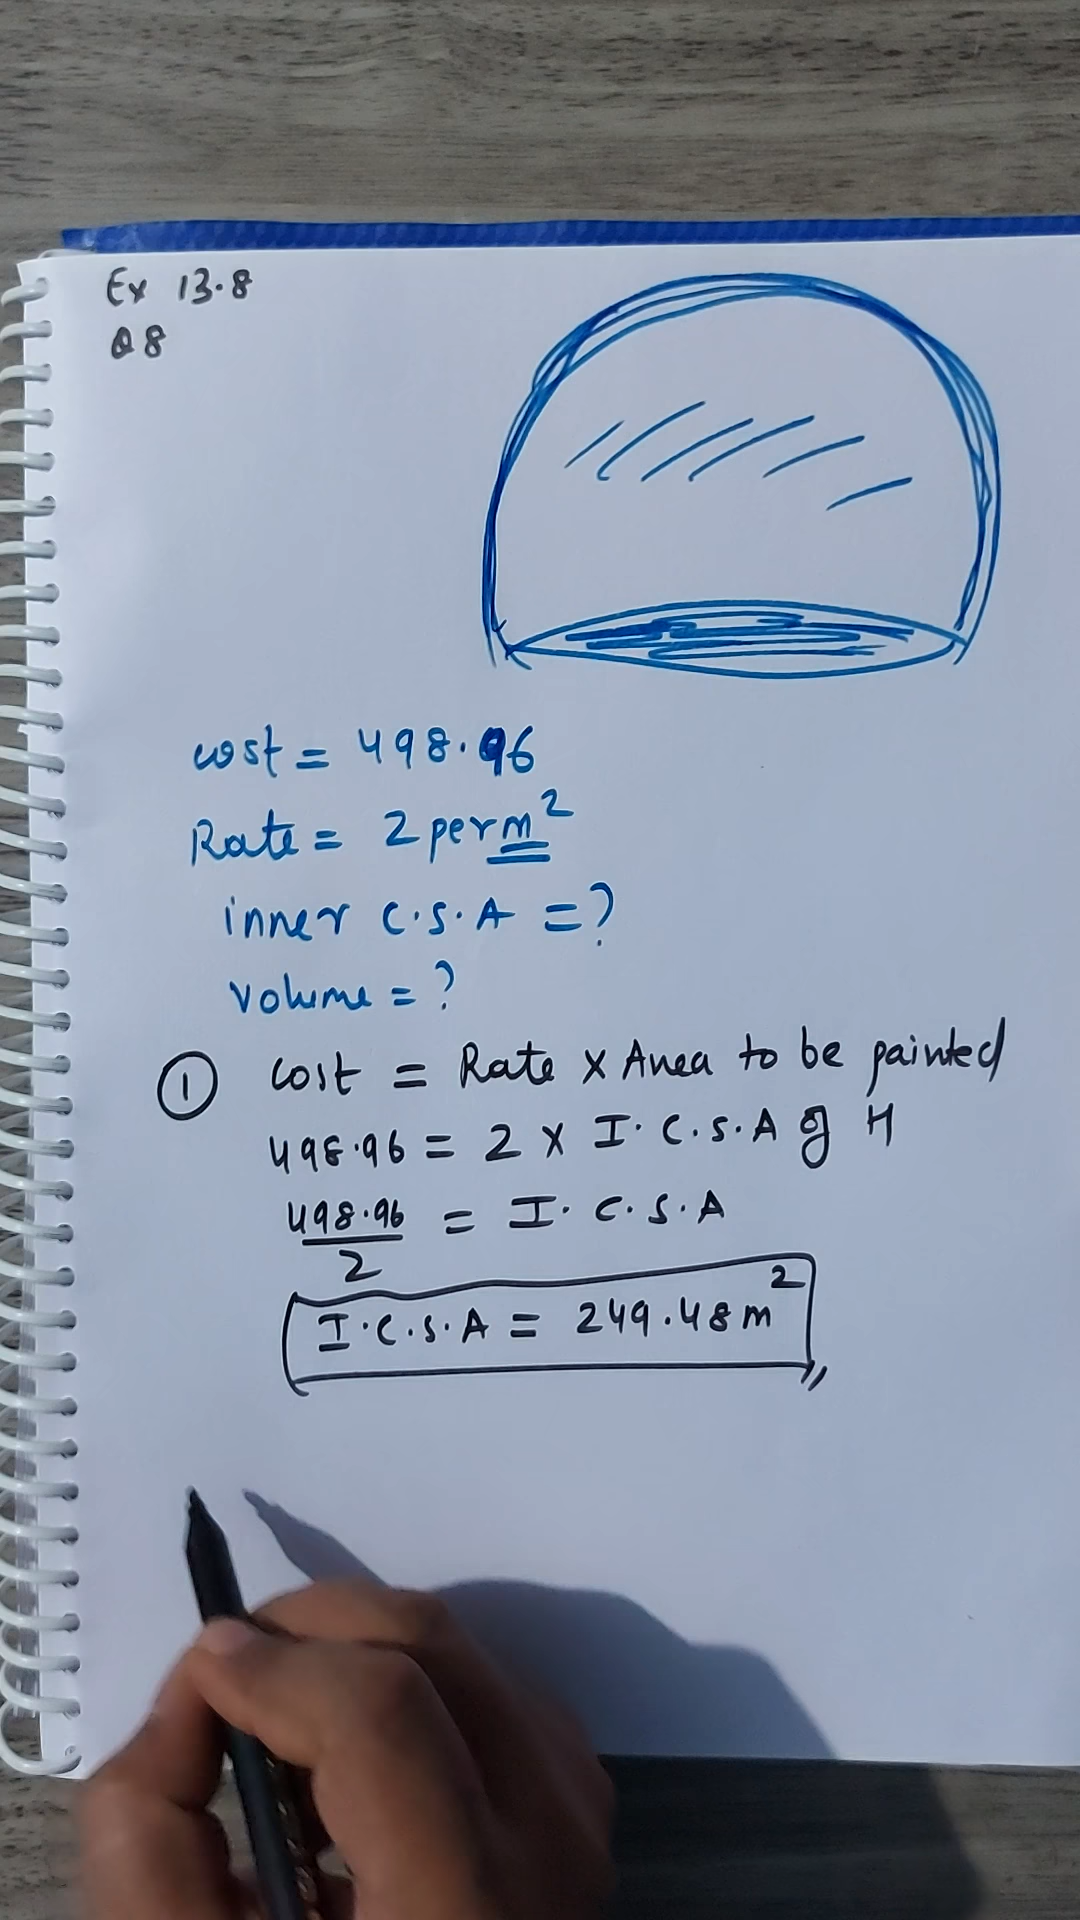 Ex 13.8
Q8
cost = 498.96
Rate = 2 per m²
inner C.S.A = ?
Volume = ?
① Cost = Rate x Area to be painted
498.96 = 2 x I.C.S.A of H
498.96/2 = I.C.S.A
I.C.S.A = 249.48 m²